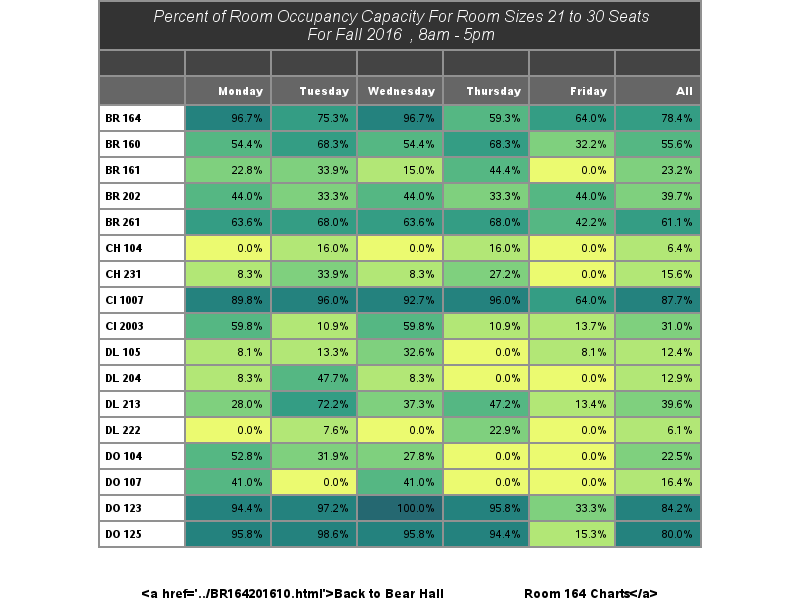 Percent of Room Occupancy Capacity For Room Sizes 21 to 30 Seats
For Fall 2016 , 8am - 5pm
Monday Tuesday Wednesday Thursday Friday All
BR 164 96.7% 75.3% 96.7% 59.3% 64.0% 78.4%
BR 160 54.4% 68.3% 54.4% 68.3% 32.2% 55.6%
BR 161 22.8% 33.9% 15.0% 44.4% 0.0% 23.2%
BR 202 44.0% 33.3% 44.0% 33.3% 44.0% 39.7%
BR 261 63.6% 68.0% 63.6% 68.0% 42.2% 61.1%
CH 104 0.0% 16.0% 0.0% 16.0% 0.0% 6.4%
CH 231 8.3% 33.9% 8.3% 27.2% 0.0% 15.6%
CI 1007 89.8% 96.0% 92.7% 96.0% 64.0% 87.7%
CI 2003 59.8% 10.9% 59.8% 10.9% 13.7% 31.0%
DL 105 8.1% 13.3% 32.6% 0.0% 8.1% 12.4%
DL 204 8.3% 47.7% 8.3% 0.0% 0.0% 12.9%
DL 213 28.0% 72.2% 37.3% 47.2% 13.4% 39.6%
DL 222 0.0% 7.6% 0.0% 22.9% 0.0% 6.1%
DO 104 52.8% 31.9% 27.8% 0.0% 0.0% 22.5%
DO 107 41.0% 0.0% 41.0% 0.0% 0.0% 16.4%
DO 123 94.4% 97.2% 100.0% 95.8% 33.3% 84.2%
DO 125 95.8% 98.6% 95.8% 94.4% 15.3% 80.0%
<a href='../BR164201610.html'>Back to Bear Hall Room 164 Charts</a>